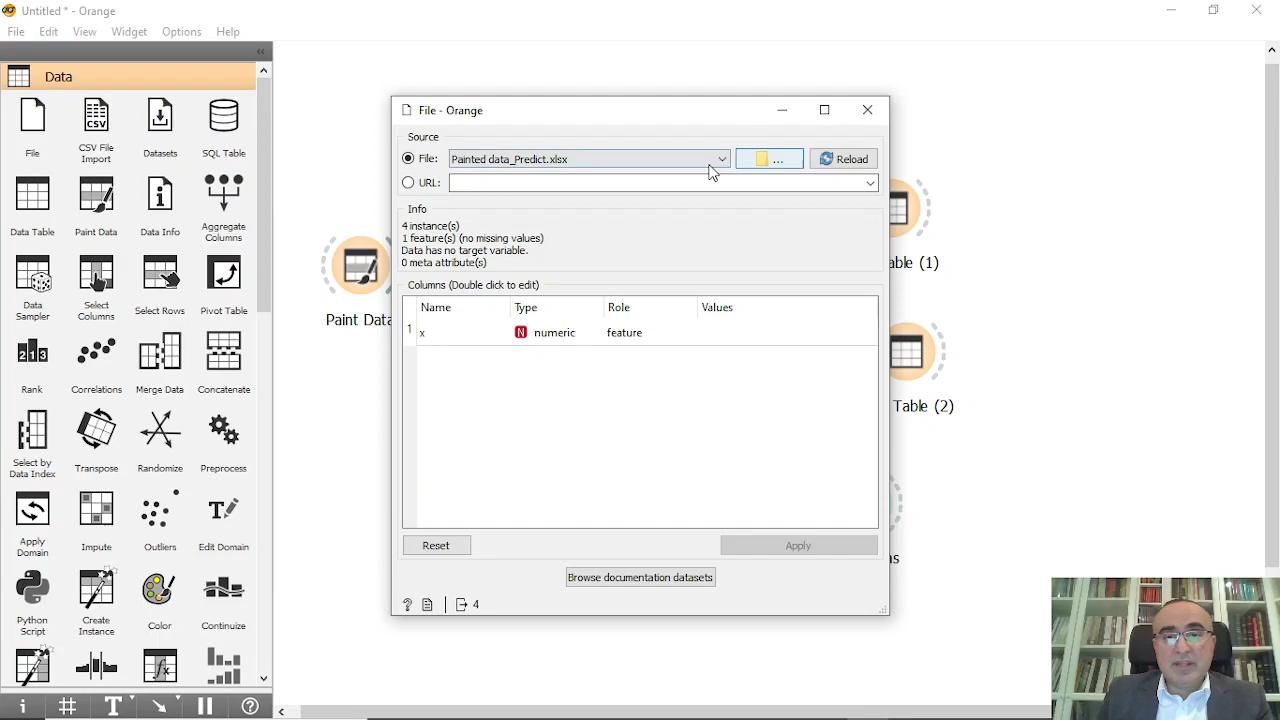 Untitled * - Orange
File Edit View Widget Options Help
Data
File
CSV File Import
Datasets
SQL Table
Data Table
Paint Data
Data Info
Aggregate Columns
Data Sampler
Select Columns
Select Rows
Pivot Table
Rank
Correlations
Merge Data
Concatenate
Select by Data Index
Transpose
Randomize
Preprocess
Apply Domain
Impute
Outliers
Edit Domain
Python Script
Create Instance
Color
Continuize
Paint Data
File - Orange
Source
File: Painted data_Predict.xlsx ... Reload
URL:
Info
4 instance(s)
1 feature(s) (no missing values)
Data has no target variable.
0 meta attribute(s)
Columns (Double click to edit)
Name Type Role Values
1 x N numeric feature
Reset Apply
Browse documentation datasets
? 4
able (1)
Table (2)